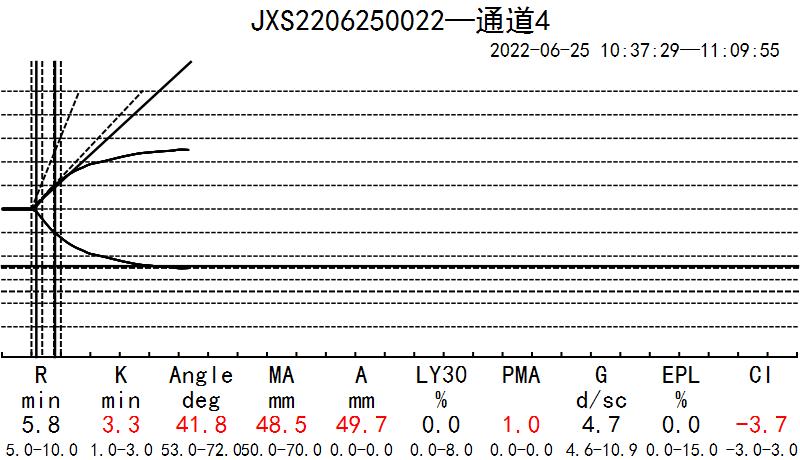 JXS2206250022—通道4
2022-06-25 10:37:29—11:09:55
R K Angle MA A LY30 PMA G EPL CI
min min deg mm mm % d/sc %
5.8 3.3 41.8 48.5 49.7 0.0 1.0 4.7 0.0 -3.7
5.0-10.0 1.0-3.0 53.0-72.0 50.0-70.0 0.0-0.0 0.0-8.0 0.0-0.0 4.6-10.9 0.0-15.0 -3.0-3.0